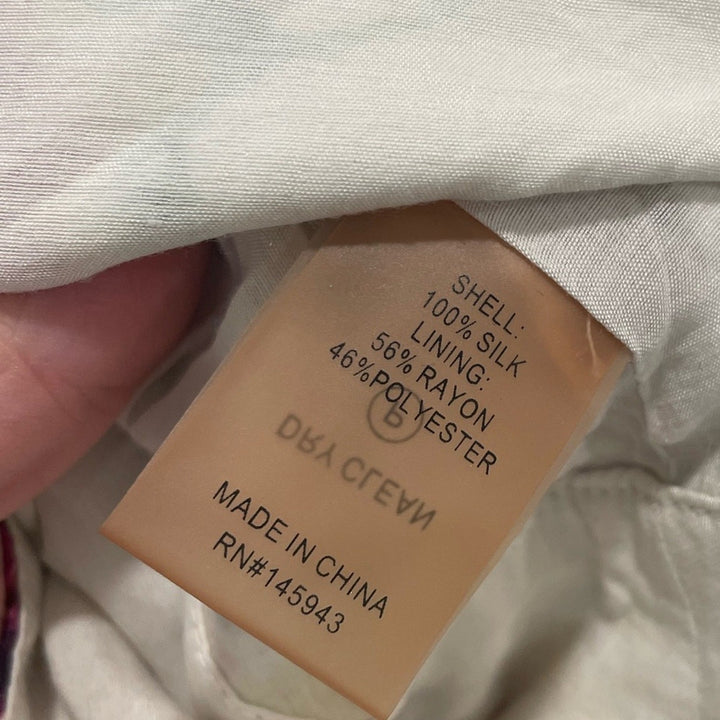 SHELL:
100% SILK
LINING:
56% RAYON
46%POLYESTER
P
DRY CLEAN
MADE IN CHINA
RN#145943